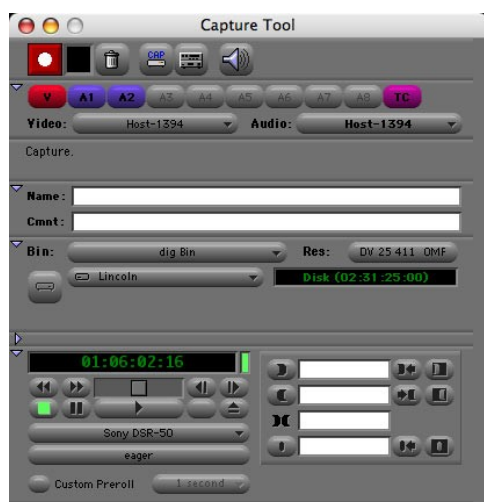 Capture Tool
CAP
V A1 A2 A3 A4 A5 A6 A7 A8 TC
Video: Host-1394 Audio: Host-1394
Capture.
Name:
Cmnt:
Bin: dig Bin Res: DV 25 411 OMF
Lincoln Disk (02:31:25:00)
01:06:02:16
Sony DSR-50
eager
Custom Preroll 1 second